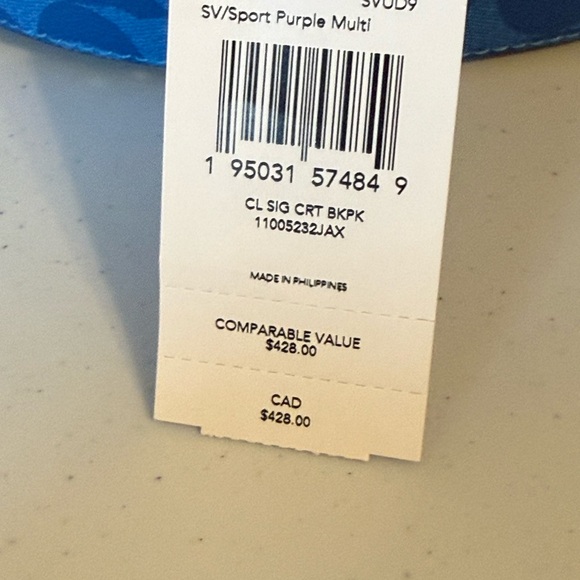 SVUD9
SV/Sport Purple Multi
1 95031 57484 9
CL SIG CRT BKPK
11005232JAX
MADE IN PHILIPPINES
COMPARABLE VALUE
$428.00
CAD
$428.00